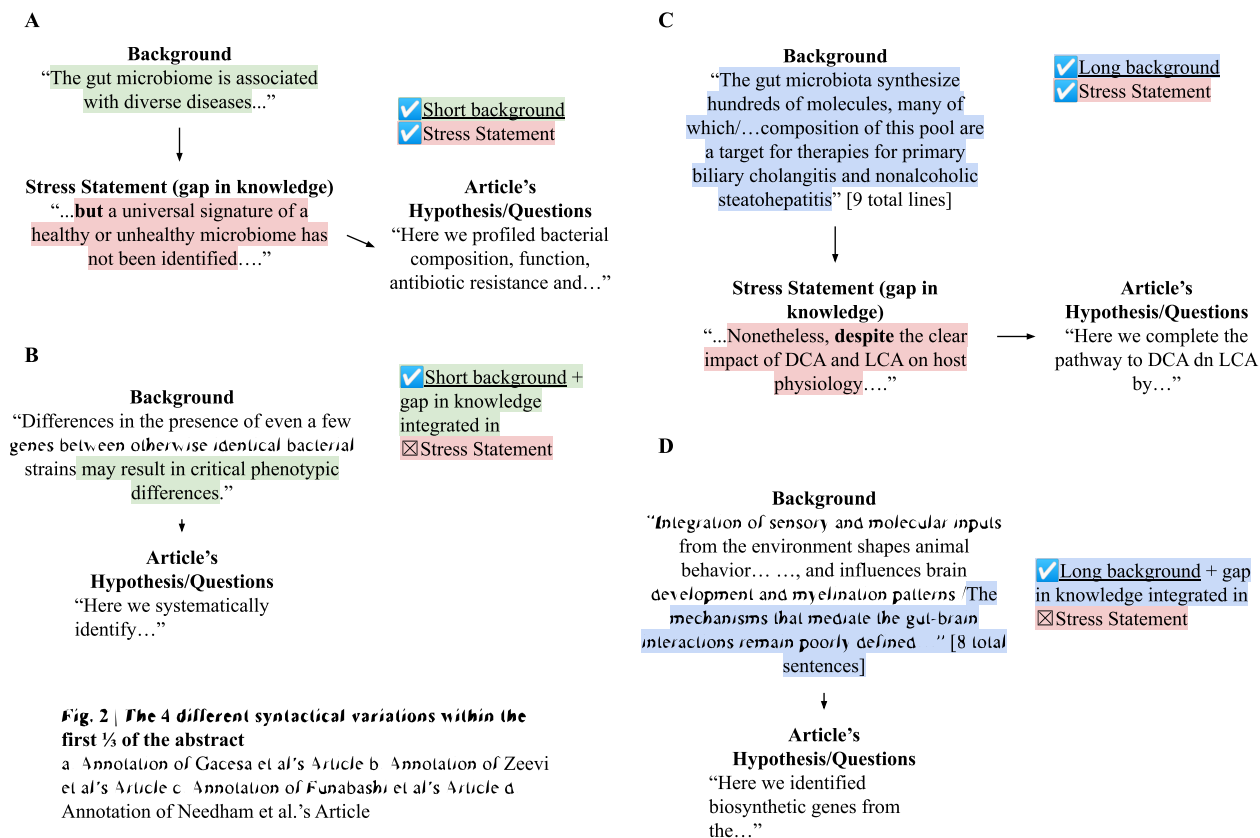 A
Background
“The gut microbiome is associated
with diverse diseases...”
☑Short background
☑Stress Statement
Stress Statement (gap in knowledge)
“...but a universal signature of a
healthy or unhealthy microbiome has
not been identified….”
Article’s
Hypothesis/Questions
“Here we profiled bacterial
composition, function,
antibiotic resistance and…”
B
Background
“Differences in the presence of even a few
genes between otherwise identical bacterial
strains may result in critical phenotypic
differences.”
☑Short background +
gap in knowledge
integrated in
☒Stress Statement
Article’s
Hypothesis/Questions
“Here we systematically
identify…”
Fig. 2 | The 4 different syntactical variations within the
first ⅓ of the abstract
a Annotation of Gacesa et al’s Article b Annotation of Zeevi
et al’s Article c Annotation of Funabashi et al’s Article d
Annotation of Needham et al.’s Article
C
Background
“The gut microbiota synthesize
hundreds of molecules, many of
which/…composition of this pool are
a target for therapies for primary
biliary cholangitis and nonalcoholic
steatohepatitis” [9 total lines]
☑Long background
☑Stress Statement
Stress Statement (gap in
knowledge)
“...Nonetheless, despite the clear
impact of DCA and LCA on host
physiology….”
Article’s
Hypothesis/Questions
“Here we complete the
pathway to DCA dn LCA
by…”
D
Background
“Integration of sensory and molecular inputs
from the environment shapes animal
behavior… …, and influences brain
development and myelination patterns /The
mechanisms that mediate the gut-brain
interactions remain poorly defined ” [8 total
sentences]
☑Long background + gap
in knowledge integrated in
☒Stress Statement
Article’s
Hypothesis/Questions
“Here we identified
biosynthetic genes from
the…”